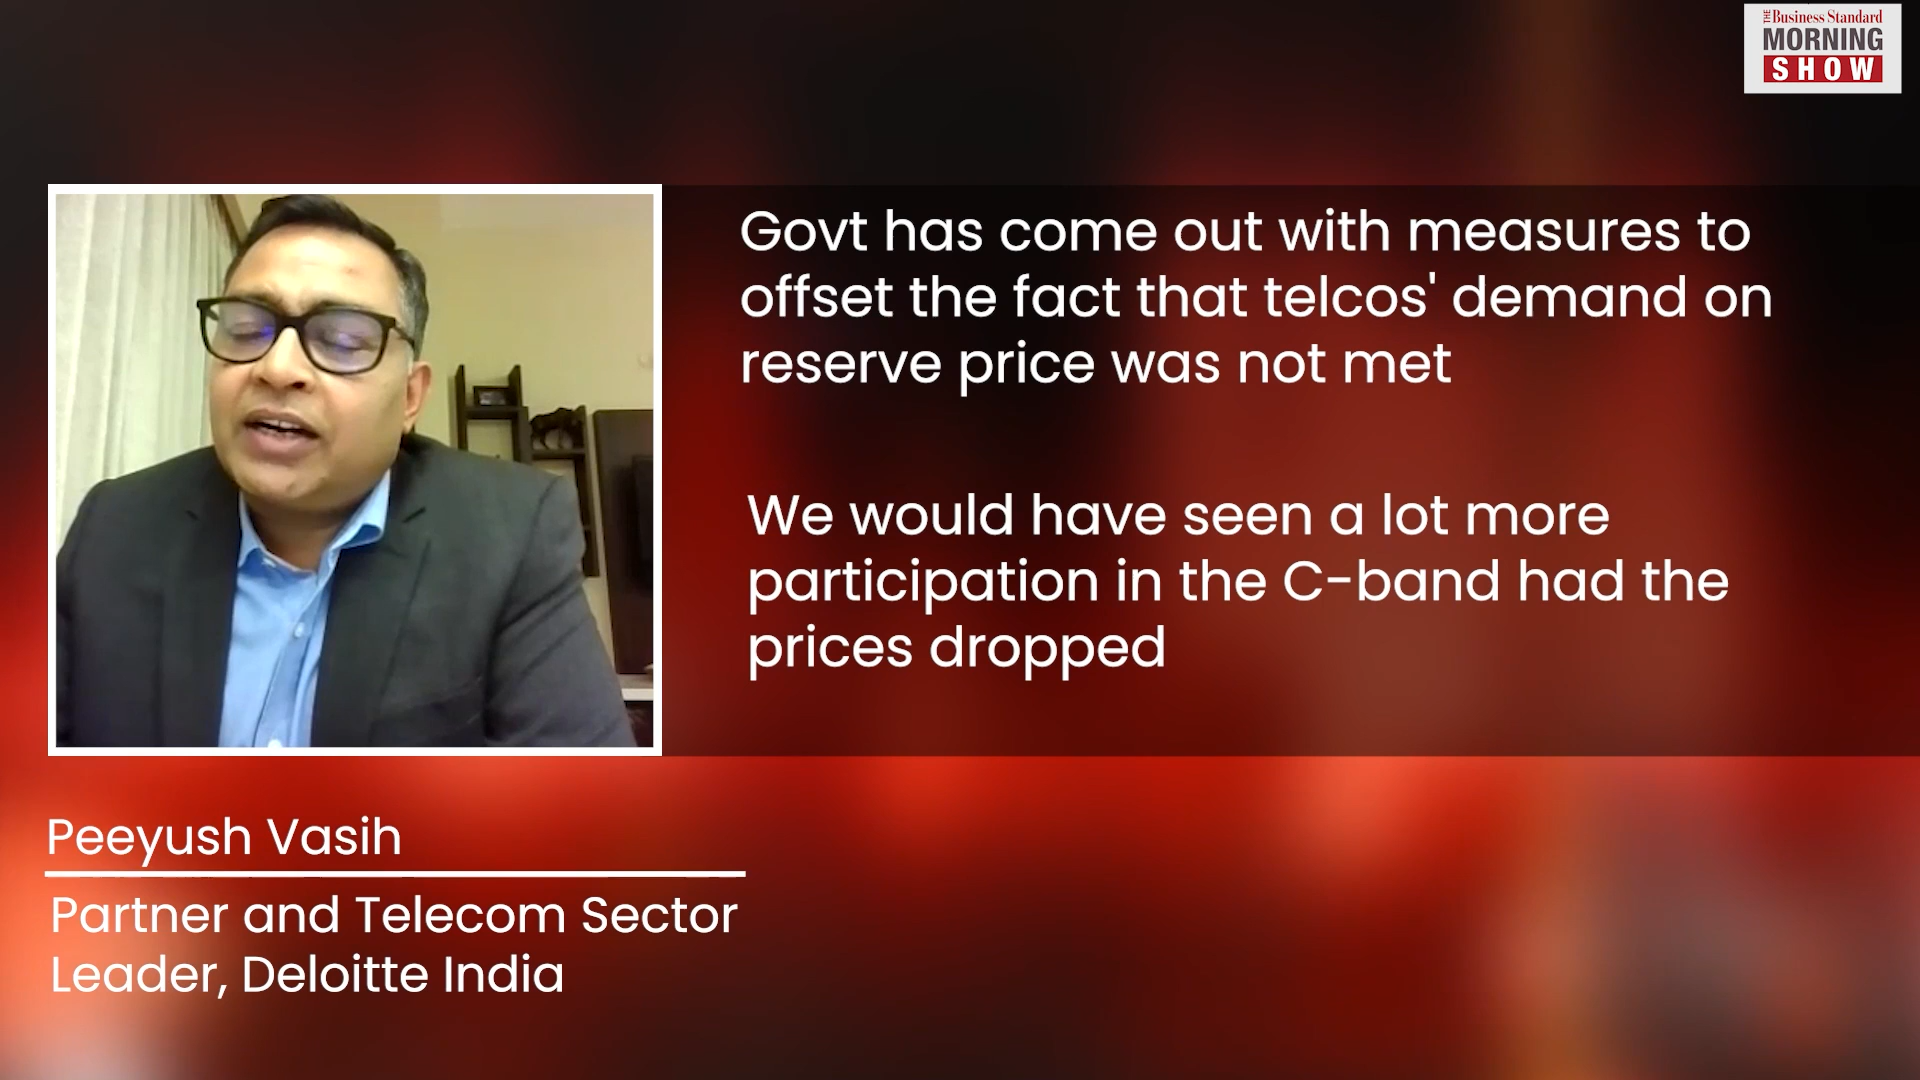 THE Business Standard
MORNING
SHOW
Govt has come out with measures to
offset the fact that telcos' demand on
reserve price was not met
We would have seen a lot more
participation in the C-band had the
prices dropped
Peeyush Vasih
Partner and Telecom Sector
Leader, Deloitte India